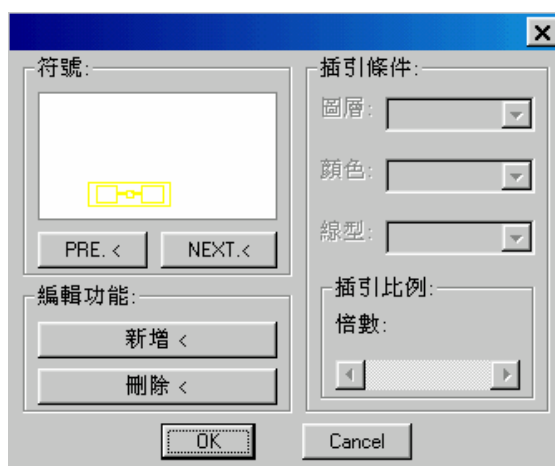 符號:
PRE. <
NEXT.<
編輯功能:
新增 <
刪除 <
插引條件:
圖層:
顏色:
線型:
插引比例:
倍數:
OK
Cancel